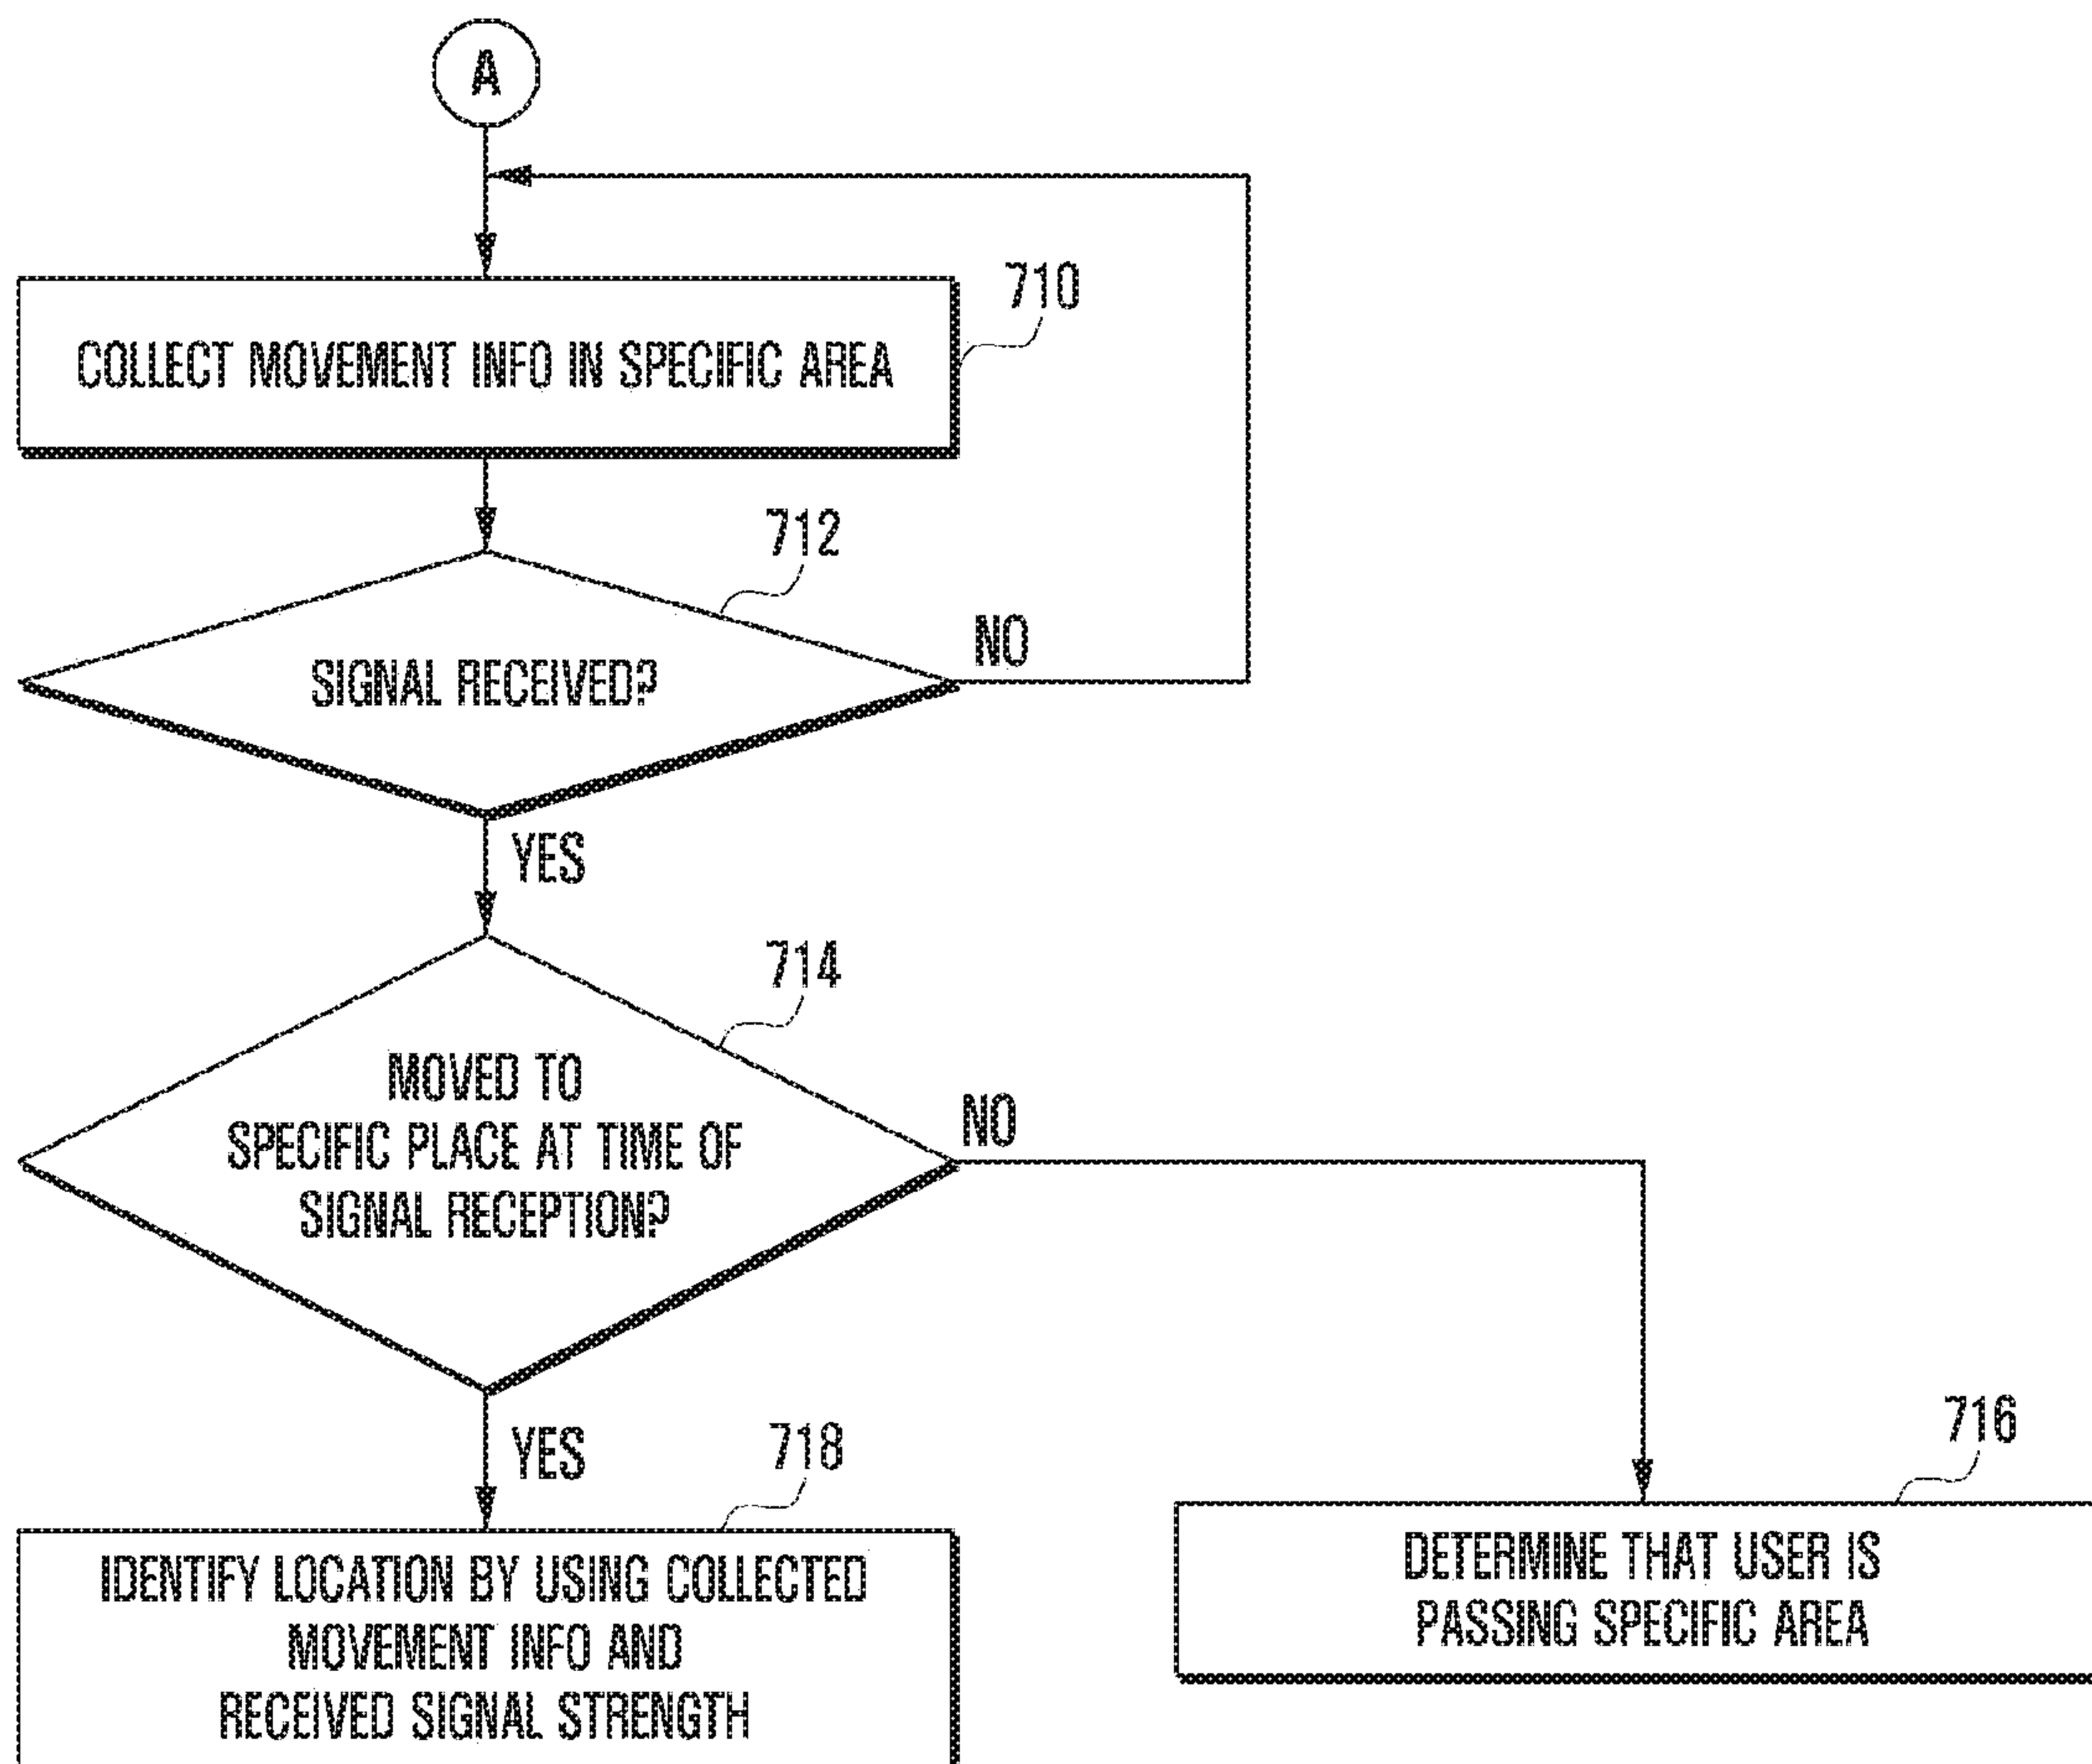 A
710
COLLECT MOVEMENT INFO IN SPECIFIC AREA
712
SIGNAL RECEIVED?
NO
YES
714
MOVED TO
SPECIFIC PLACE AT TIME OF
SIGNAL RECEPTION?
NO
YES
718
IDENTIFY LOCATION BY USING COLLECTED
MOVEMENT INFO AND
RECEIVED SIGNAL STRENGTH
716
DETERMINE THAT USER IS
PASSING SPECIFIC AREA